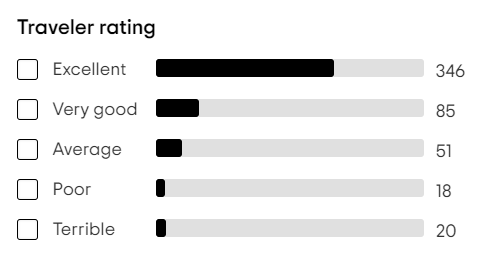 Traveler rating
Excellent 346
Very good 85
Average 51
Poor 18
Terrible 20